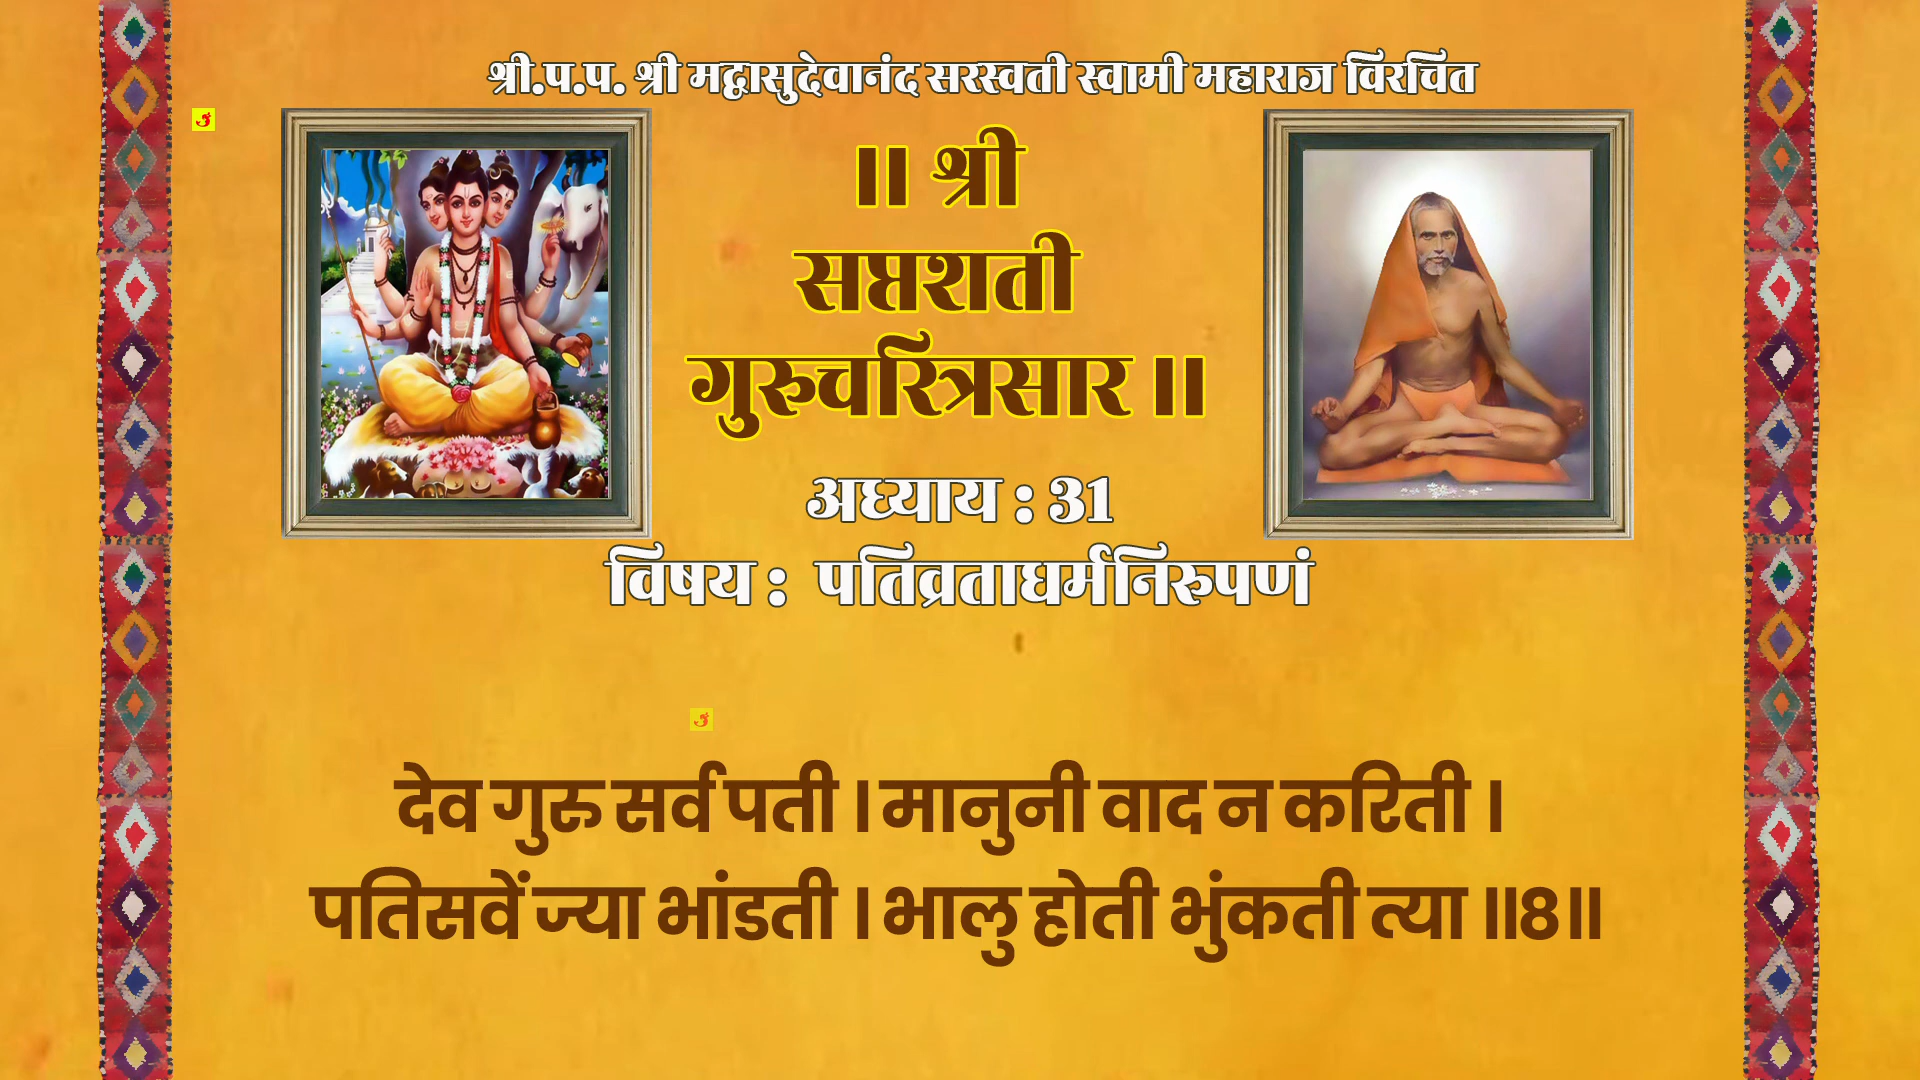 श्री.प.प. श्री मद्वासुदेवानंद सरस्वती स्वामी महाराज विरचित
॥ श्री
सप्तशती
गुरुचरित्रसार ॥
अध्याय : 31
विषय : पतिव्रताधर्मनिरुपणं
देव गुरु सर्व पती । मानुनी वाद न करिती ।
पतिसवें ज्या भांडती । भालु होती भुंकती त्या ॥8॥